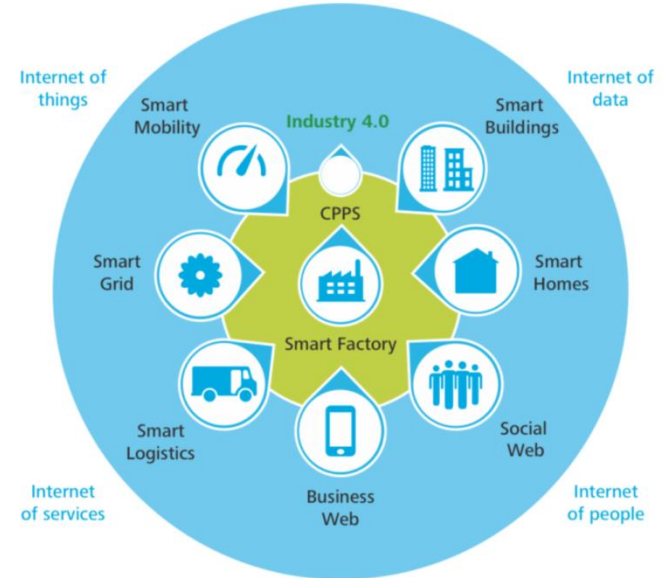 Internet of
things
Internet of
data
Smart
Mobility
Industry 4.0
Smart
Buildings
CPPS
Smart
Grid
Smart
Homes
Smart Factory
Smart
Logistics
Social
Web
Business
Web
Internet
of services
Internet
of people